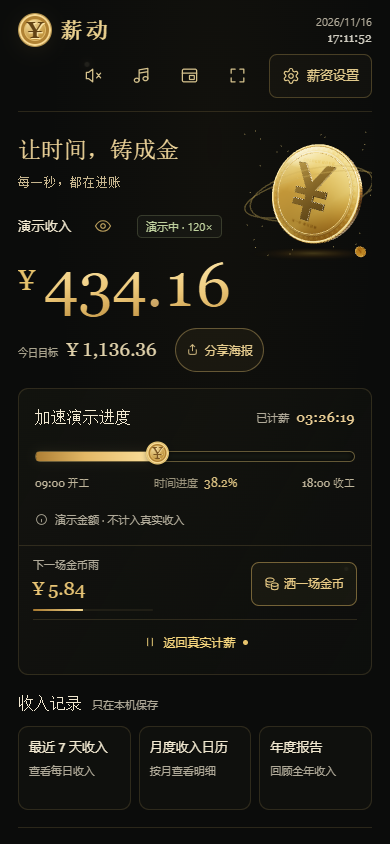 薪动
2026/11/16
17:11:52
薪资设置
让时间，铸成金
每一秒，都在进账
演示收入
演示中 · 120×
¥ 434.16
今日目标 ¥ 1,136.36
分享海报
加速演示进度
已计薪 03:26:19
09:00 开工
时间进度 38.2%
18:00 收工
演示金额 · 不计入真实收入
下一场金币雨
¥ 5.84
洒一场金币
返回真实计薪
收入记录 只在本机保存
最近 7 天收入
查看每日收入
月度收入日历
按月查看明细
年度报告
回顾全年收入